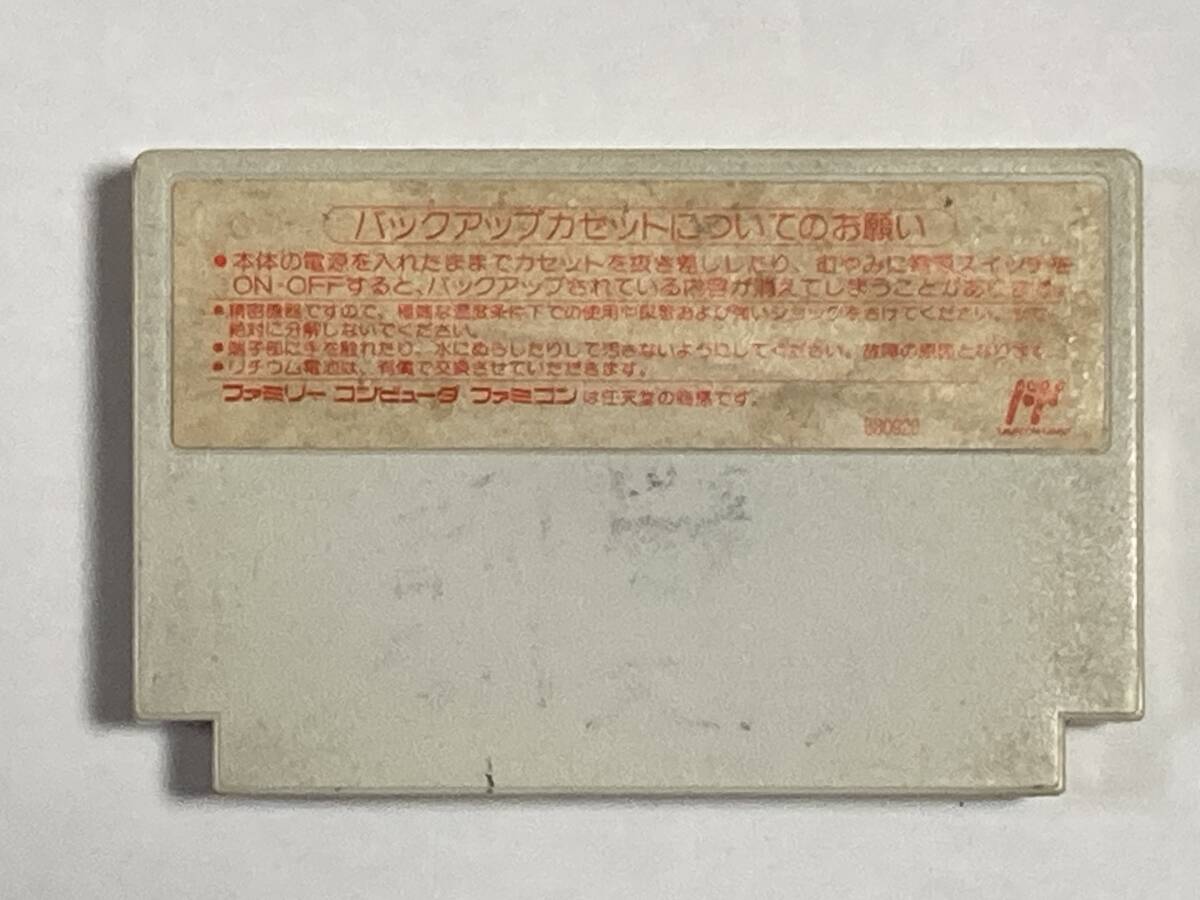 バックアップカセットについてのお願い
●本体の電源を入れたままでカセットを抜き差ししたり、むやみに電源スイッチを
ON-OFFすると、バックアップされている内容が消えてしまうことがあります。
●精密機器ですので、極端な温度条件下での使用や保管および強いショックをさけてください。
絶対に分解しないでください。
●端子部に手を触れたり、水にぬらしたりして汚さないようにしてください。故障の原因となります
●リチウム電池は、有償で交換させていただきます。
ファミリー コンピュータ ファミコンは任天堂の商標です。